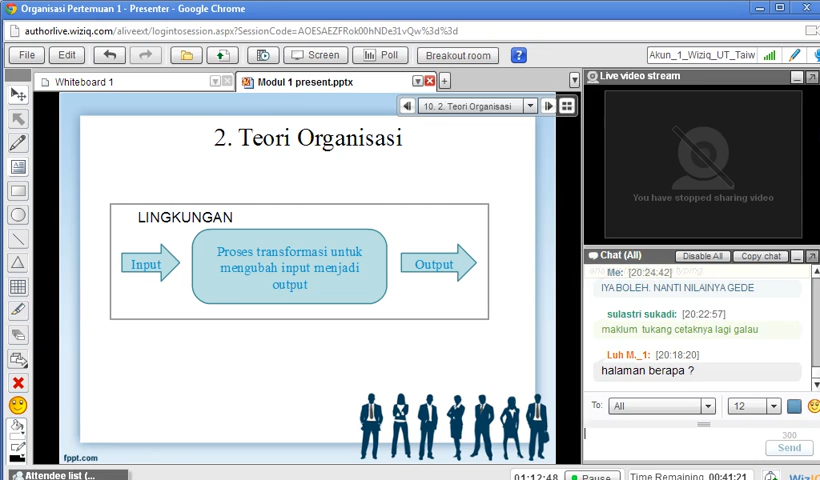 Organisasi Pertemuan 1 - Presenter - Google Chrome
authorlive.wiziq.com/aliveext/logintosession.aspx?SessionCode=AOESAEZFRok00hNDe31vQw%3d%3d
File Edit Screen Poll Breakout room ? Akun_1_Wiziq_UT_Taiw
Whiteboard 1 Modul 1 present.pptx +
Live video stream
10. 2. Teori Organisasi
2. Teori Organisasi
LINGKUNGAN
Input
Proses transformasi untuk
mengubah input menjadi
output
Output
fppt.com
You have stopped sharing video
Chat (All) Disable All Copy chat
Me: [20:24:42]
IYA BOLEH. NANTI NILAINYA GEDE
sulastri sukadi: [20:22:57]
maklum tukang cetaknya lagi galau
Luh M._1: [20:18:20]
halaman berapa ?
To: All 12
300
Send
Attendee list (...
01:12:48 Pause Time Remaining 00:41:21